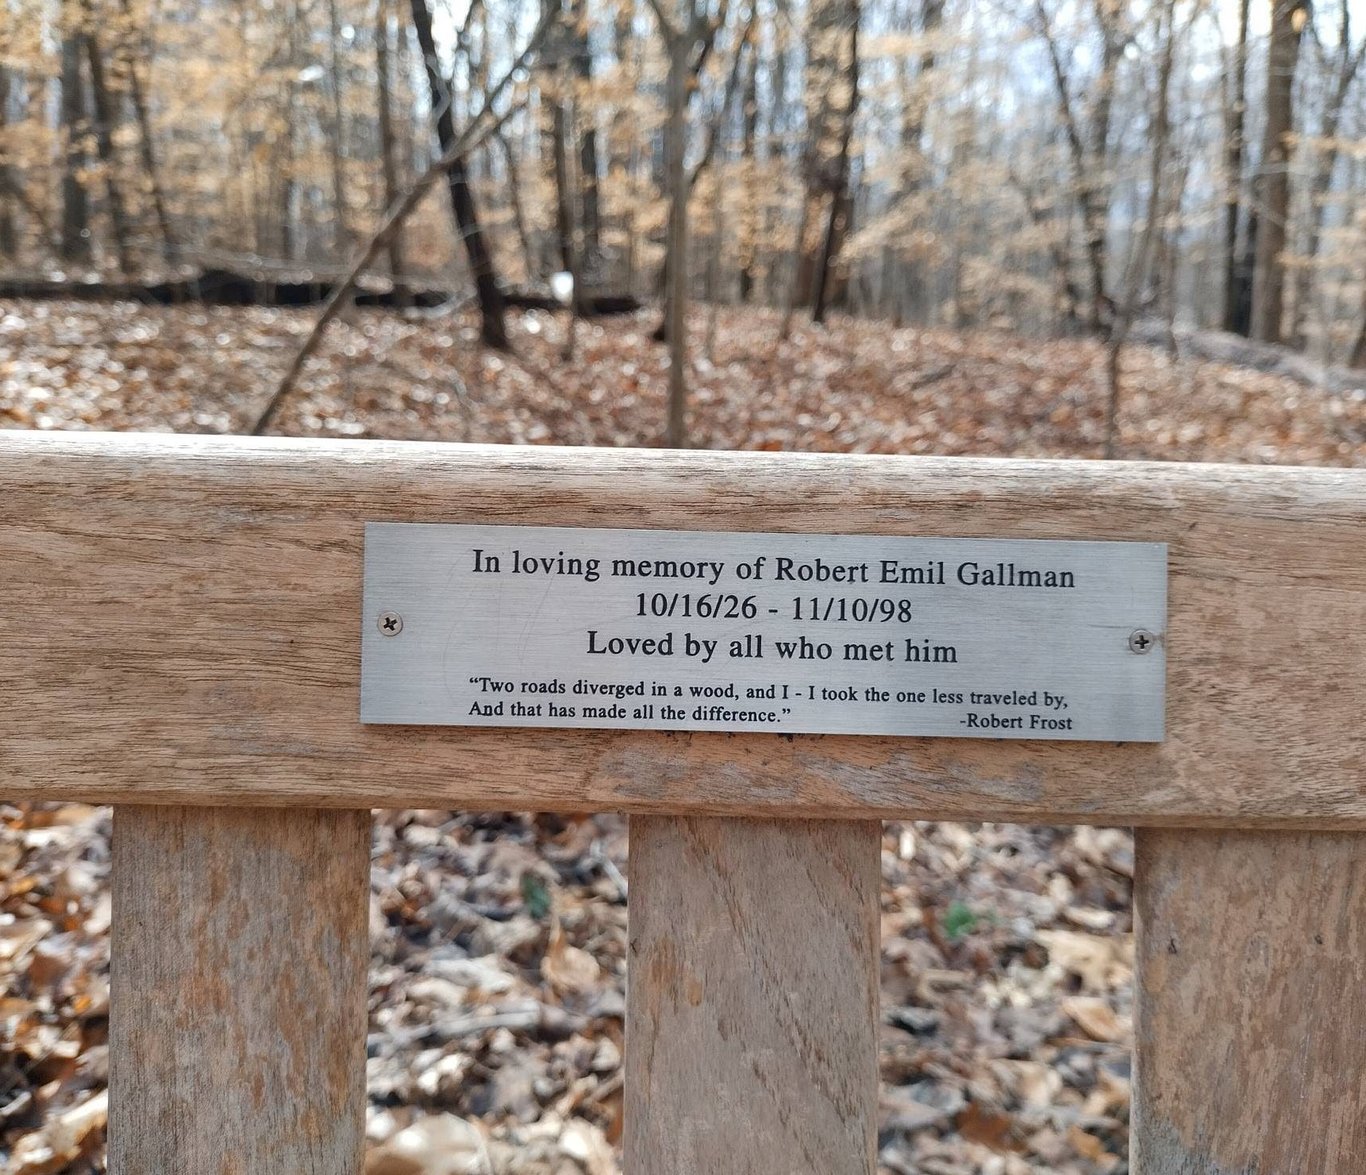 In loving memory of Robert Emil Gallman
10/16/26 - 11/10/98
Loved by all who met him
“Two roads diverged in a wood, and I - I took the one less traveled by,
And that has made all the difference.” -Robert Frost